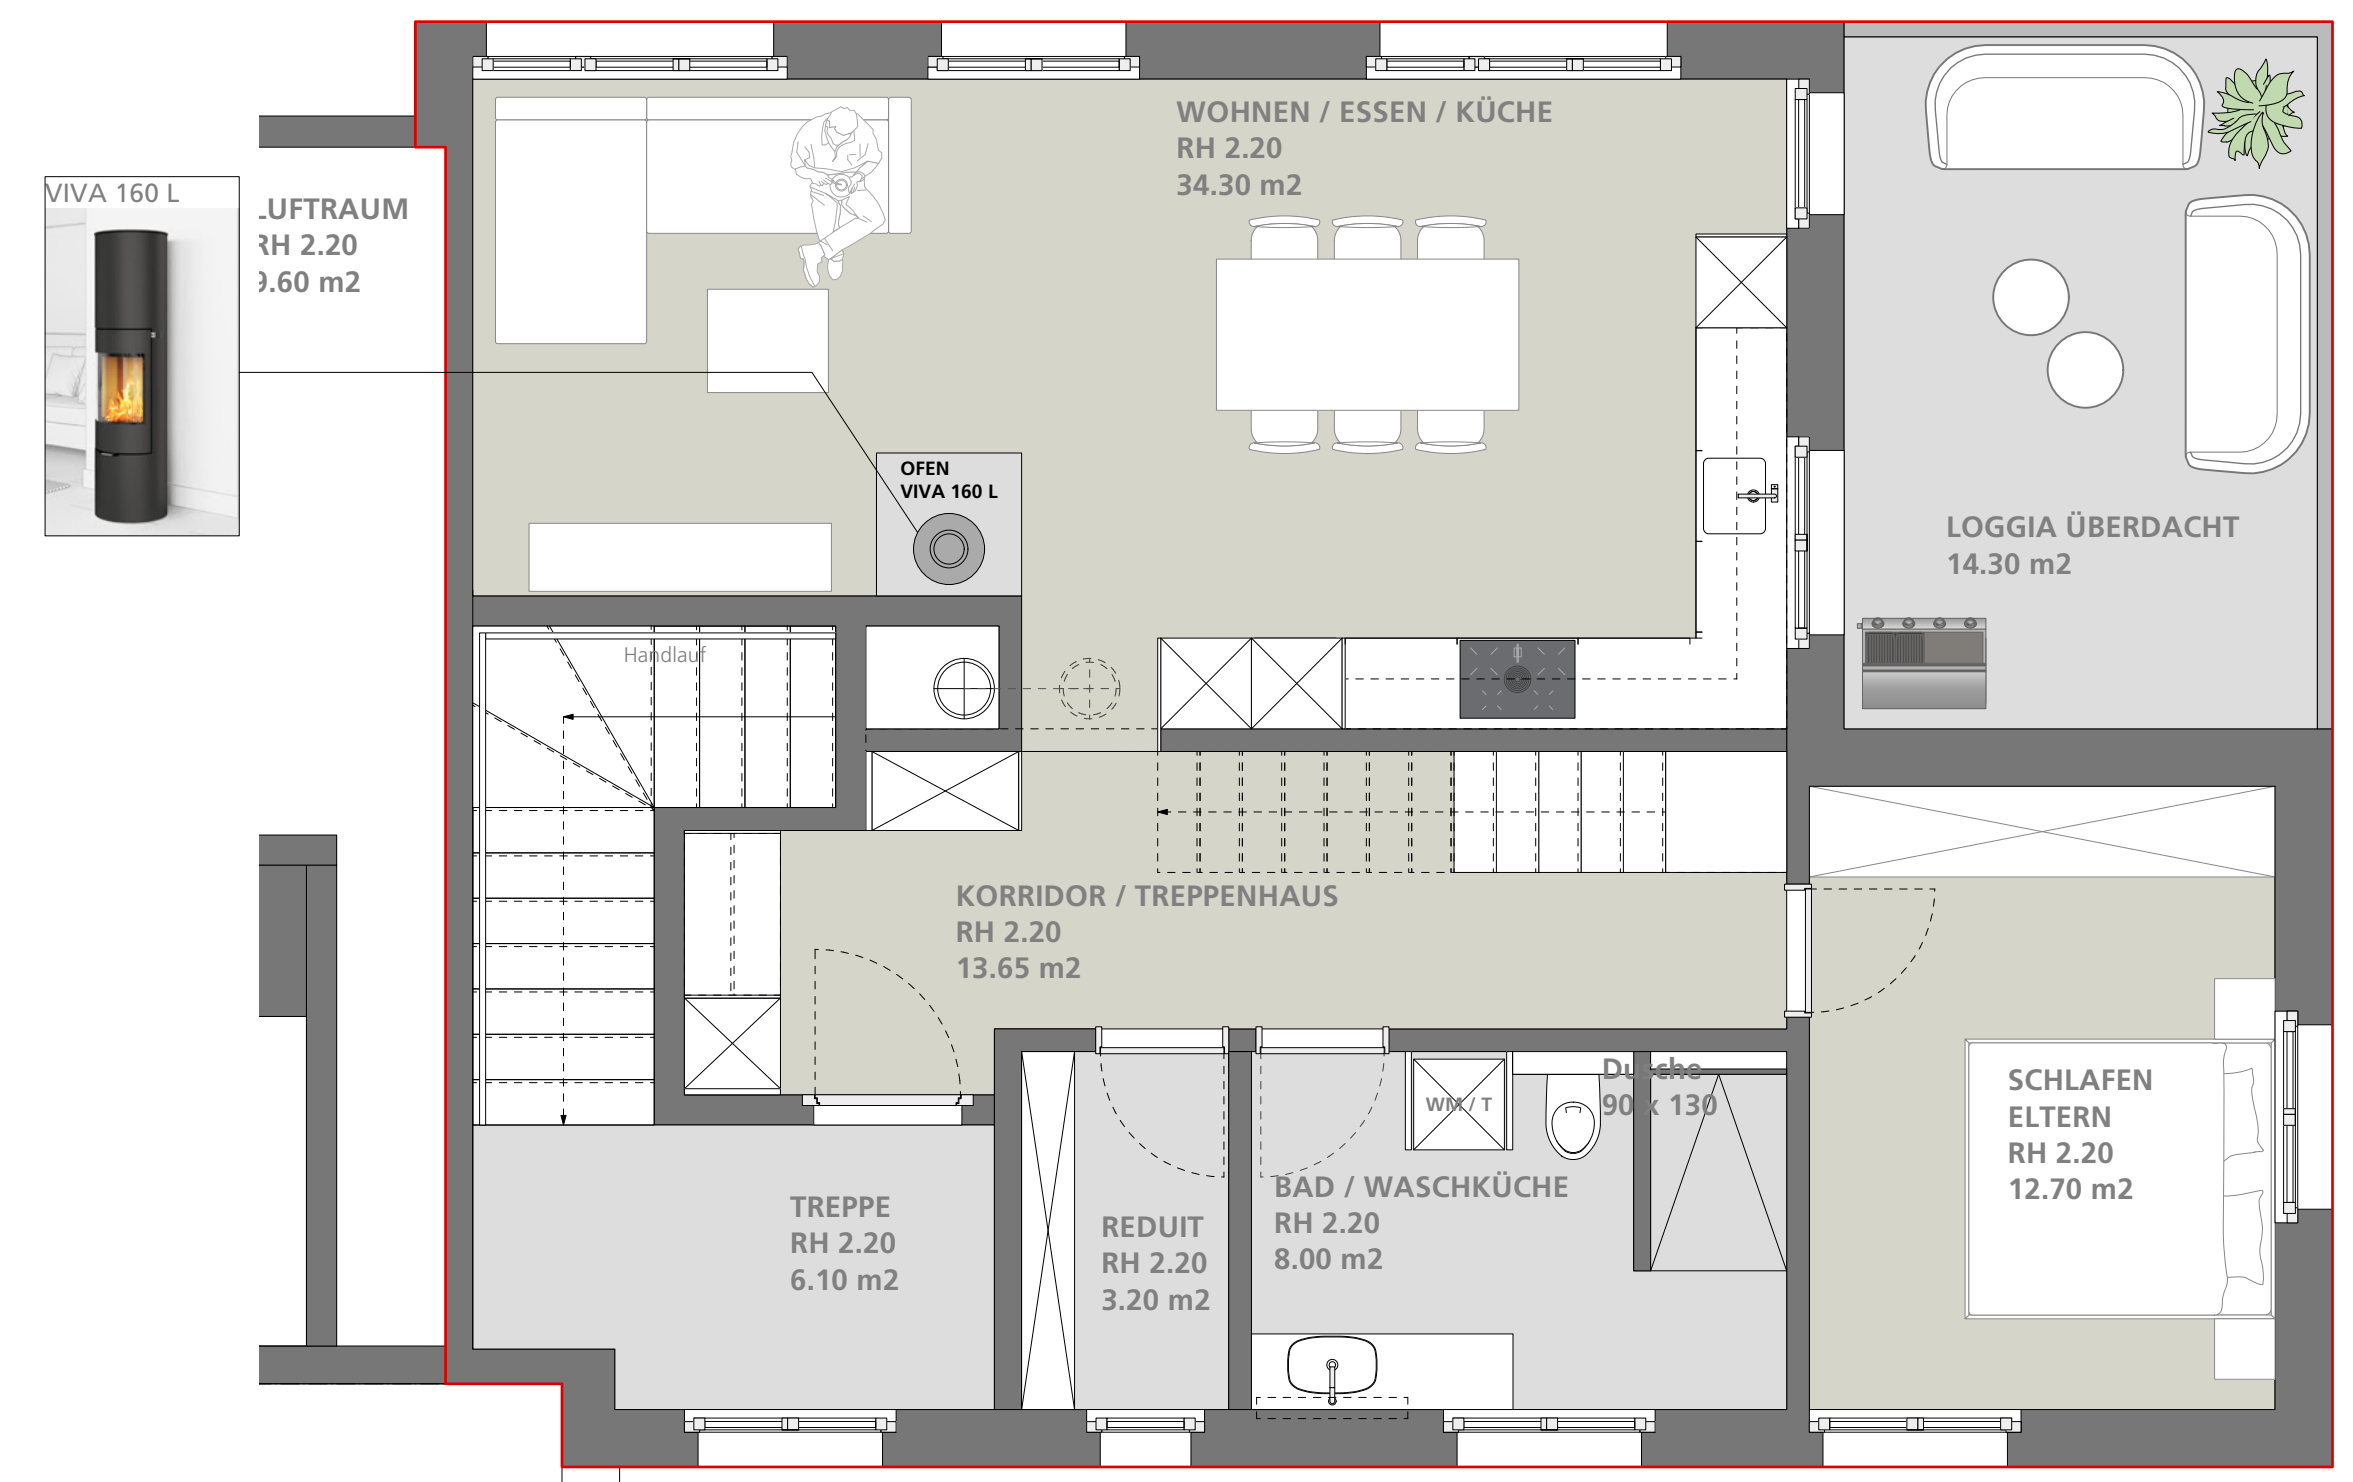 WOHNEN / ESSEN / KÜCHE
RH 2.20
34.30 m2
VIVA 160 L
LUFTRAUM
RH 2.20
9.60 m2
OFEN
VIVA 160 L
LOGGIA ÜBERDACHT
14.30 m2
Handlauf
KORRIDOR / TREPPENHAUS
RH 2.20
13.65 m2
Dusche
90 x 130
WM / T
SCHLAFEN
ELTERN
RH 2.20
12.70 m2
BAD / WASCHKÜCHE
RH 2.20
8.00 m2
TREPPE
RH 2.20
6.10 m2
REDUIT
RH 2.20
3.20 m2